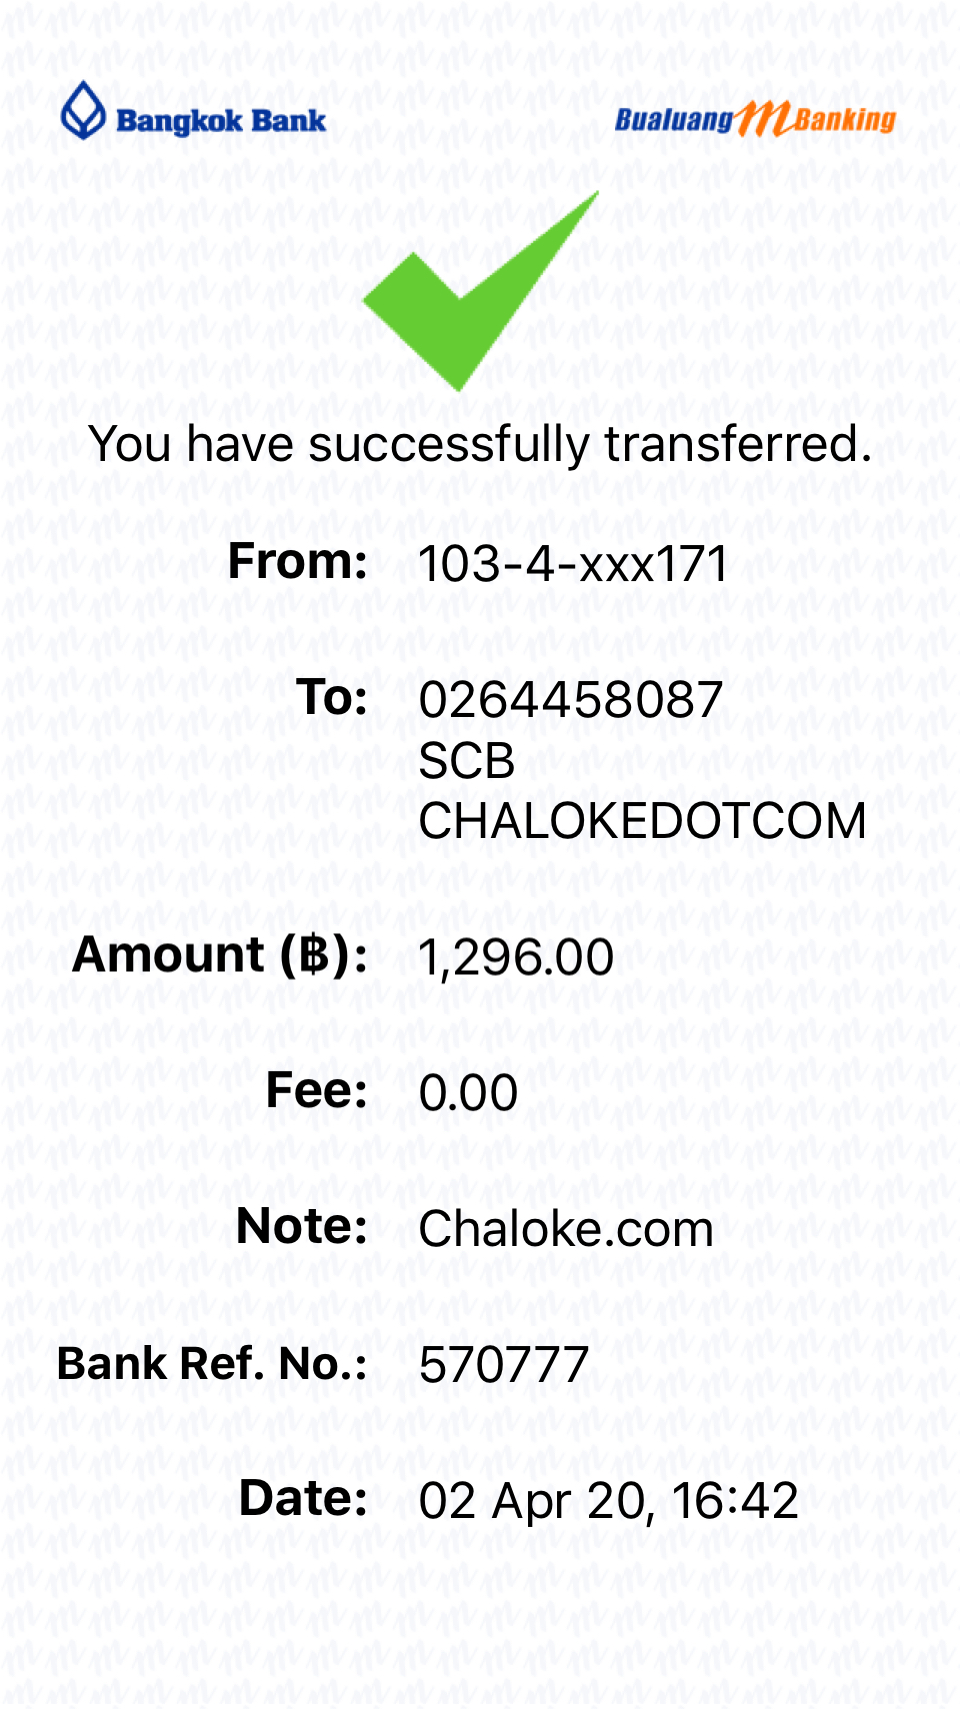 Bangkok Bank
Bualuang mBanking
You have successfully transferred.
From: 103-4-xxx171
To: 0264458087
SCB
CHALOKEDOTCOM
Amount (฿): 1,296.00
Fee: 0.00
Note: Chaloke.com
Bank Ref. No.: 570777
Date: 02 Apr 20, 16:42